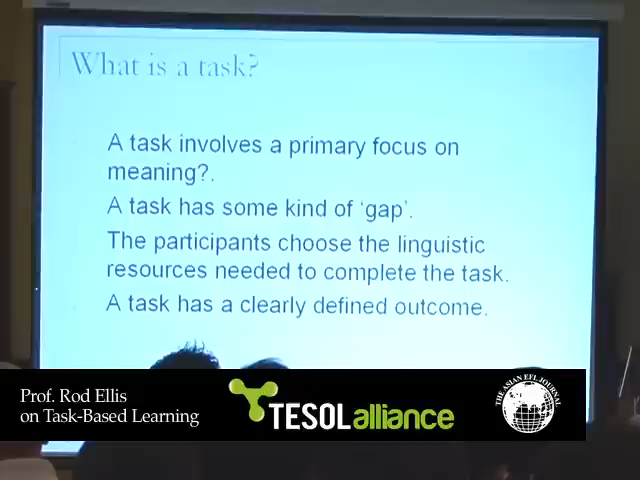 What is a task?
A task involves a primary focus on
meaning?.
A task has some kind of 'gap'.
The participants choose the linguistic
resources needed to complete the task.
A task has a clearly defined outcome.
Prof. Rod Ellis
on Task-Based Learning
TESOLalliance
THE ASIAN EFL JOURNAL